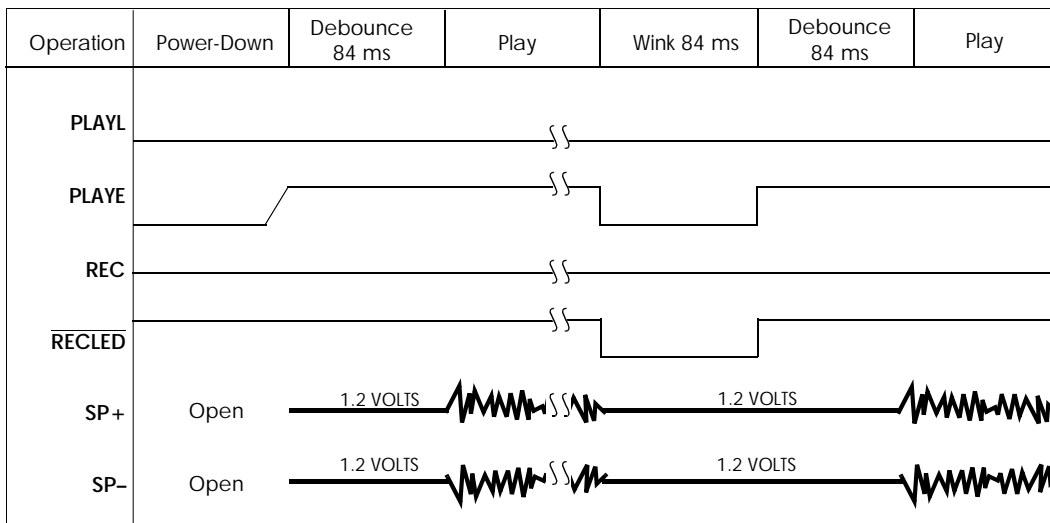 Operation Power-Down Debounce 84 ms Play Wink 84 ms Debounce 84 ms Play
PLAYL
PLAYE
REC
RECLED
SP+ Open 1.2 VOLTS 1.2 VOLTS
SP– Open 1.2 VOLTS 1.2 VOLTS